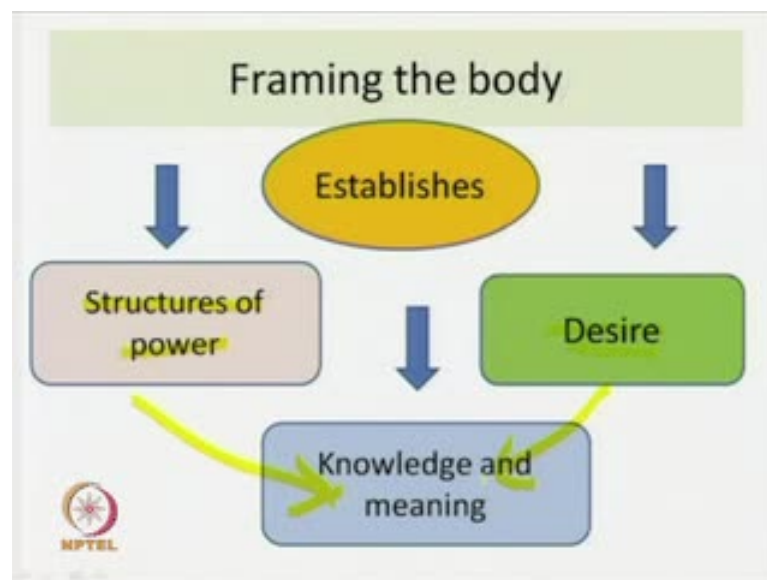 Framing the body
Establishes
Structures of
power
Desire
Knowledge and
meaning
NPTEL